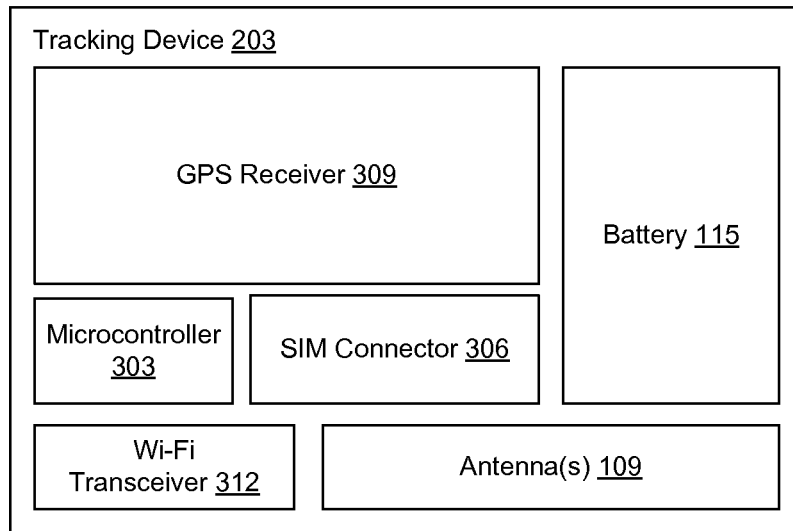 Tracking Device 203
GPS Receiver 309
Battery 115
Microcontroller
303
SIM Connector 306
Wi-Fi
Transceiver 312
Antenna(s) 109